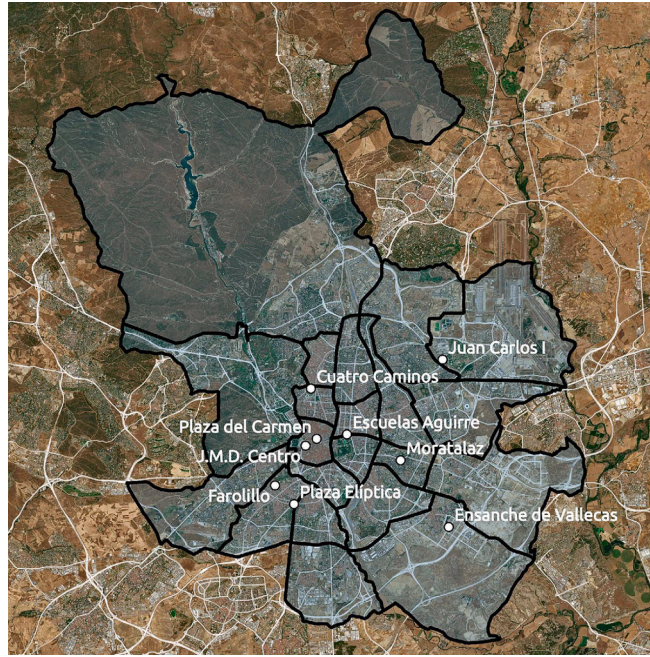 Juan Carlos I
Cuatro Caminos
Plaza del Carmen
Escuelas Aguirre
J.M.D. Centro
Moratalaz
Farolillo
Plaza Elíptica
Ensanche de Vallecas